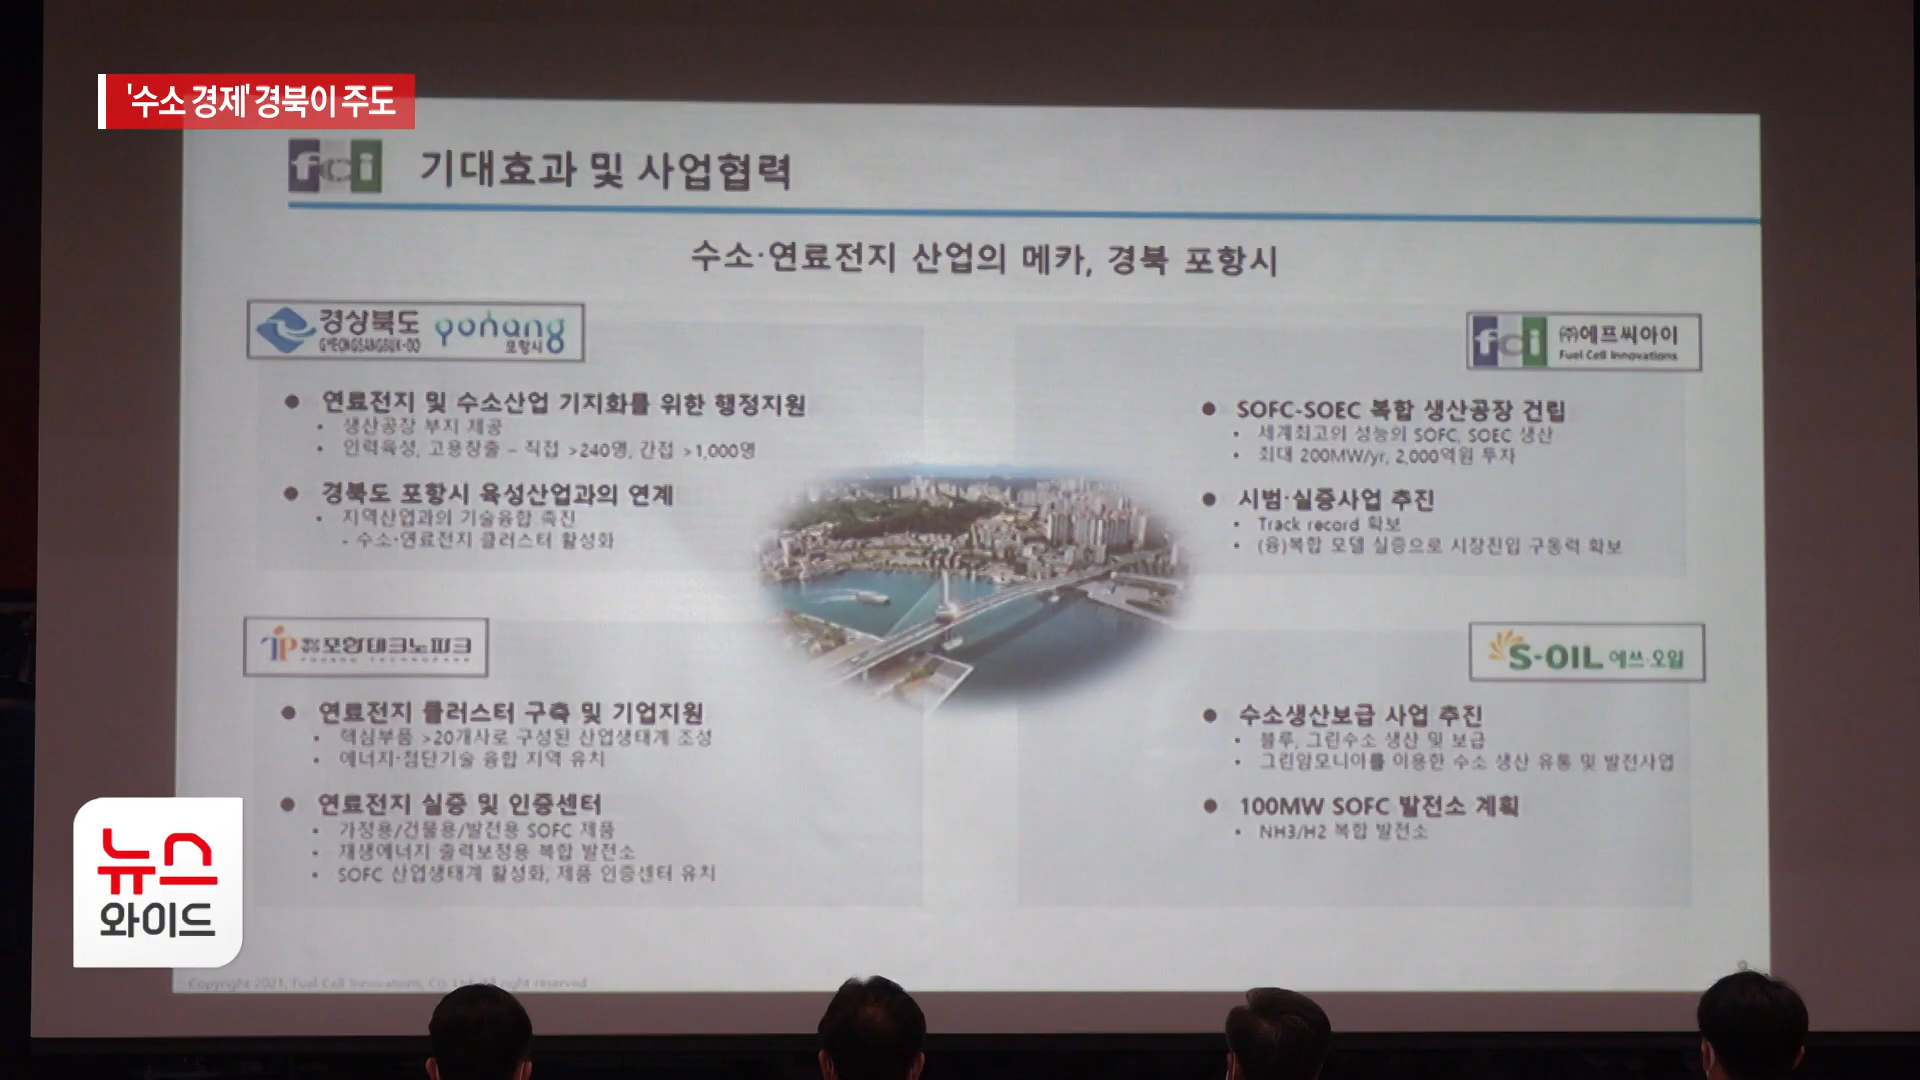 '수소 경제' 경북이 주도
fci 기대효과 및 사업협력
수소·연료전지 산업의 메카, 경북 포항시
경상북도
GYEONGSANGBUK-DO
pohang
포항시
● 연료전지 및 수소산업 기지화를 위한 행정지원
• 생산공장 부지 제공
• 인력육성, 고용창출 – 직접 >240명, 간접 >1,000명
● 경북도 포항시 육성산업과의 연계
• 지역산업과의 기술융합 촉진
- 수소·연료전지 클러스터 활성화
fci ㈜에프씨아이
Fuel Cell Innovations
● SOFC-SOEC 복합 생산공장 건립
• 세계최고의 성능의 SOFC, SOEC 생산
• 최대 200MW/yr, 2,000억원 투자
● 시범·실증사업 추진
• Track record 확보
• (융)복합 모델 실증으로 시장진입 구동력 확보
TP 포항테크노파크
POHANG TECHNOPARK
● 연료전지 클러스터 구축 및 기업지원
• 핵심부품 >20개사로 구성된 산업생태계 조성
• 에너지·첨단기술 융합 지역 유치
● 연료전지 실증 및 인증센터
• 가정용/건물용/발전용 SOFC 제품
• 재생에너지 출력보정용 복합 발전소
• SOFC 산업생태계 활성화, 제품 인증센터 유치
S-OIL 에쓰-오일
● 수소생산보급 사업 추진
• 블루, 그린수소 생산 및 보급
• 그린암모니아를 이용한 수소 생산 유통 및 발전사업
● 100MW SOFC 발전소 계획
• NH3/H2 복합 발전소
Copyright 2021. Fuel Cell Innovations, Co. Ltd. All right reserved
뉴스
와이드